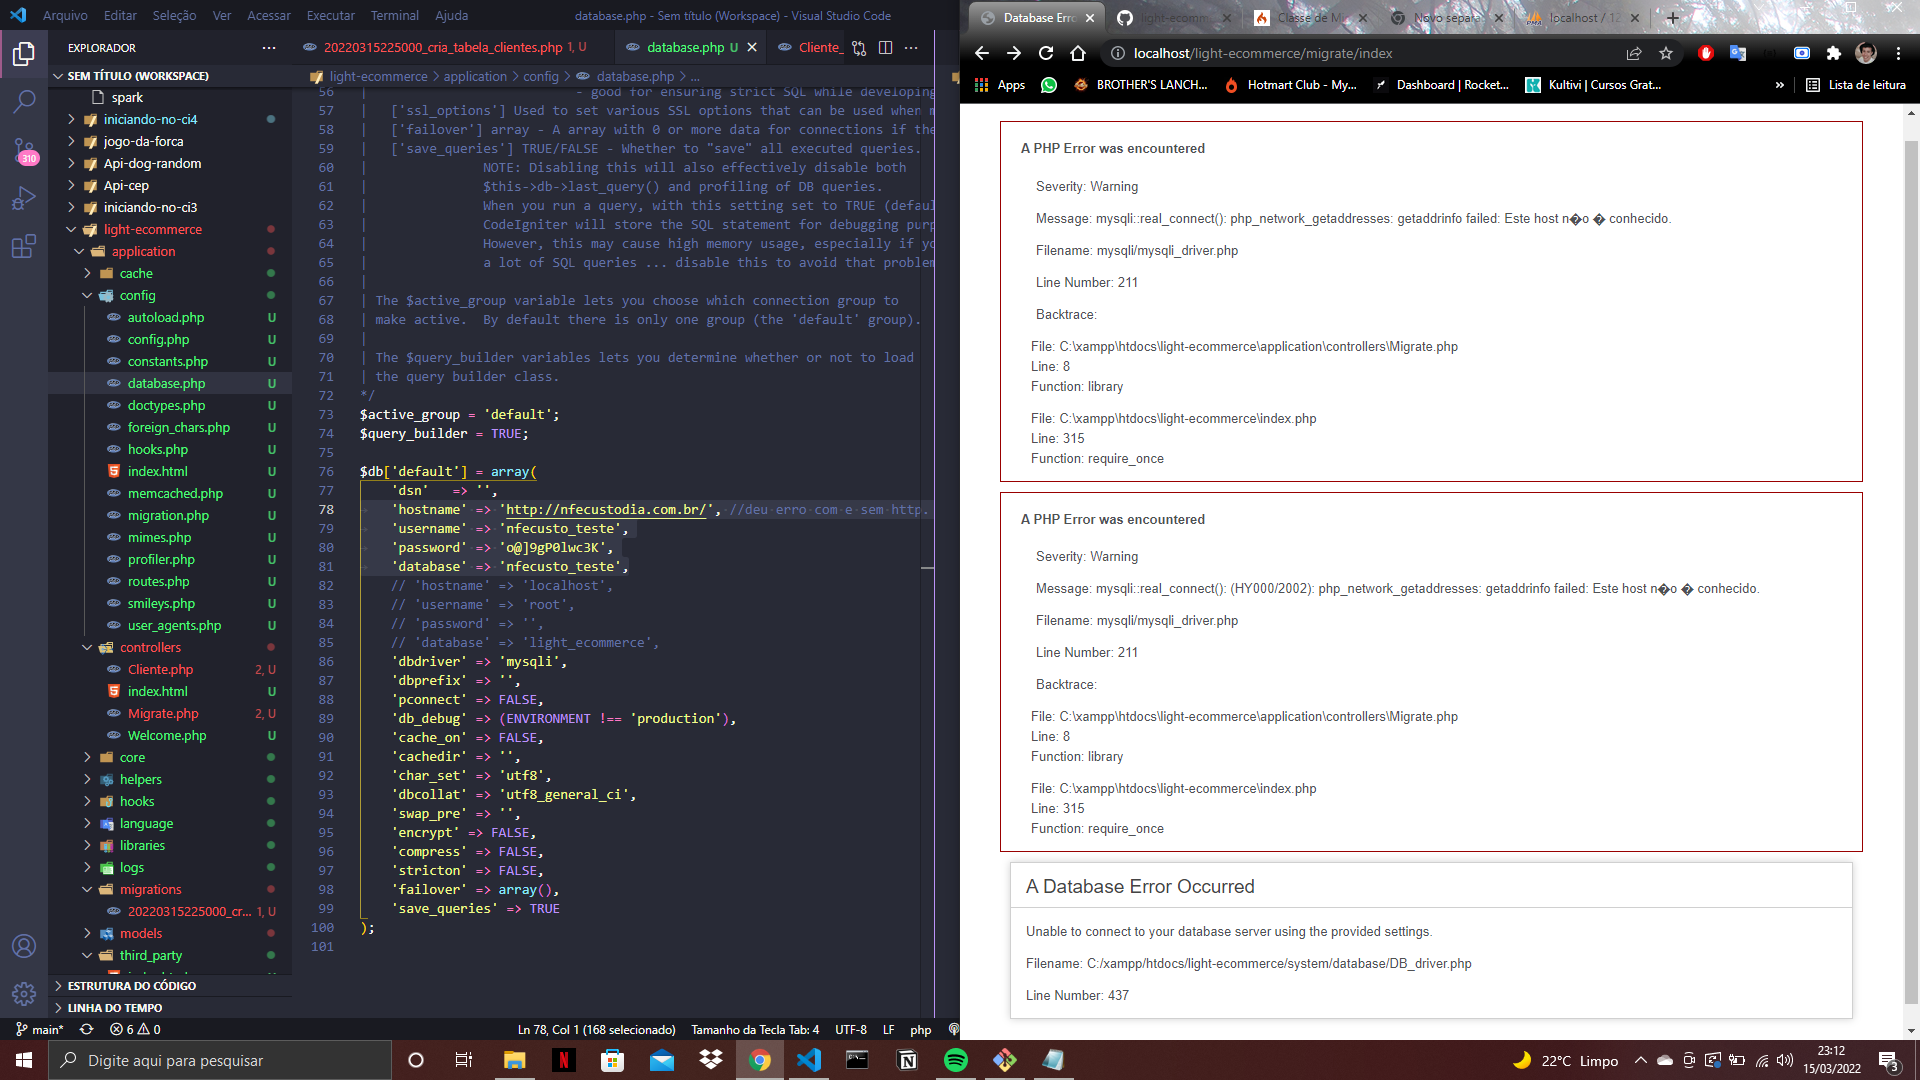 Arquivo Editar Seleção Ver Acessar Executar Terminal Ajuda
database.php - Sem título (Workspace) - Visual Studio Code
EXPLORADOR
SEM TÍTULO (WORKSPACE)
spark
iniciando-no-ci4
jogo-da-forca
Api-dog-random
Api-cep
iniciando-no-ci3
light-ecommerce
application
cache
config
autoload.php U
config.php U
constants.php U
database.php U
doctypes.php U
foreign_chars.php U
hooks.php U
index.html U
memcached.php U
migration.php U
mimes.php U
profiler.php U
routes.php U
smileys.php U
user_agents.php U
controllers
Cliente.php 2, U
index.html U
Migrate.php 2, U
Welcome.php U
core
helpers
hooks
language
libraries
logs
migrations
20220315225000_cr... 1, U
models
third_party
ESTRUTURA DO CÓDIGO
LINHA DO TEMPO
310
20220315225000_cria_tabela_clientes.php 1, U
database.php U
Cliente_
light-ecommerce > application > config > database.php > ...
56 | - good for ensuring strict SQL while developing
57 | ['ssl_options'] Used to set various SSL options that can be used when m
58 | ['failover'] array - A array with 0 or more data for connections if the
59 | ['save_queries'] TRUE/FALSE - Whether to "save" all executed queries.
60 | NOTE: Disabling this will also effectively disable both
61 | $this->db->last_query() and profiling of DB queries.
62 | When you run a query, with this setting set to TRUE (defaul
63 | CodeIgniter will store the SQL statement for debugging purp
64 | However, this may cause high memory usage, especially if yo
65 | a lot of SQL queries ... disable this to avoid that problem
66 |
67 | The $active_group variable lets you choose which connection group to
68 | make active. By default there is only one group (the 'default' group).
69 |
70 | The $query_builder variables lets you determine whether or not to load
71 | the query builder class.
72 */
73 $active_group = 'default';
74 $query_builder = TRUE;
75
76 $db['default'] = array(
77 'dsn' => '',
78 'hostname' => 'http://nfecustodia.com.br/', //deu erro com e sem http.
79 'username' => 'nfecusto_teste',
80 'password' => 'o@]9gP0lwc3K',
81 'database' => 'nfecusto_teste',
82 // 'hostname' => 'localhost',
83 // 'username' => 'root',
84 // 'password' => '',
85 // 'database' => 'light_ecommerce',
86 'dbdriver' => 'mysqli',
87 'dbprefix' => '',
88 'pconnect' => FALSE,
89 'db_debug' => (ENVIRONMENT !== 'production'),
90 'cache_on' => FALSE,
91 'cachedir' => '',
92 'char_set' => 'utf8',
93 'dbcollat' => 'utf8_general_ci',
94 'swap_pre' => '',
95 'encrypt' => FALSE,
96 'compress' => FALSE,
97 'stricton' => FALSE,
98 'failover' => array(),
99 'save_queries' => TRUE
100 );
101
main* 6 0
Ln 78, Col 1 (168 selecionado) Tamanho da Tecla Tab: 4 UTF-8 LF php
Database Erro light-ecomm Classe de Mi Novo separa localhost / 12
localhost/light-ecommerce/migrate/index
Apps BROTHER'S LANCH... Hotmart Club - My... Dashboard | Rocket... Kultivi | Cursos Grat... » Lista de leitura
A PHP Error was encountered
Severity: Warning
Message: mysqli::real_connect(): php_network_getaddresses: getaddrinfo failed: Este host n�o � conhecido.
Filename: mysqli/mysqli_driver.php
Line Number: 211
Backtrace:
File: C:\xampp\htdocs\light-ecommerce\application\controllers\Migrate.php
Line: 8
Function: library
File: C:\xampp\htdocs\light-ecommerce\index.php
Line: 315
Function: require_once
A PHP Error was encountered
Severity: Warning
Message: mysqli::real_connect(): (HY000/2002): php_network_getaddresses: getaddrinfo failed: Este host n�o � conhecido.
Filename: mysqli/mysqli_driver.php
Line Number: 211
Backtrace:
File: C:\xampp\htdocs\light-ecommerce\application\controllers\Migrate.php
Line: 8
Function: library
File: C:\xampp\htdocs\light-ecommerce\index.php
Line: 315
Function: require_once
A Database Error Occurred
Unable to connect to your database server using the provided settings.
Filename: C:/xampp/htdocs/light-ecommerce/system/database/DB_driver.php
Line Number: 437
Digite aqui para pesquisar
22°C Limpo
23:12
15/03/2022
3